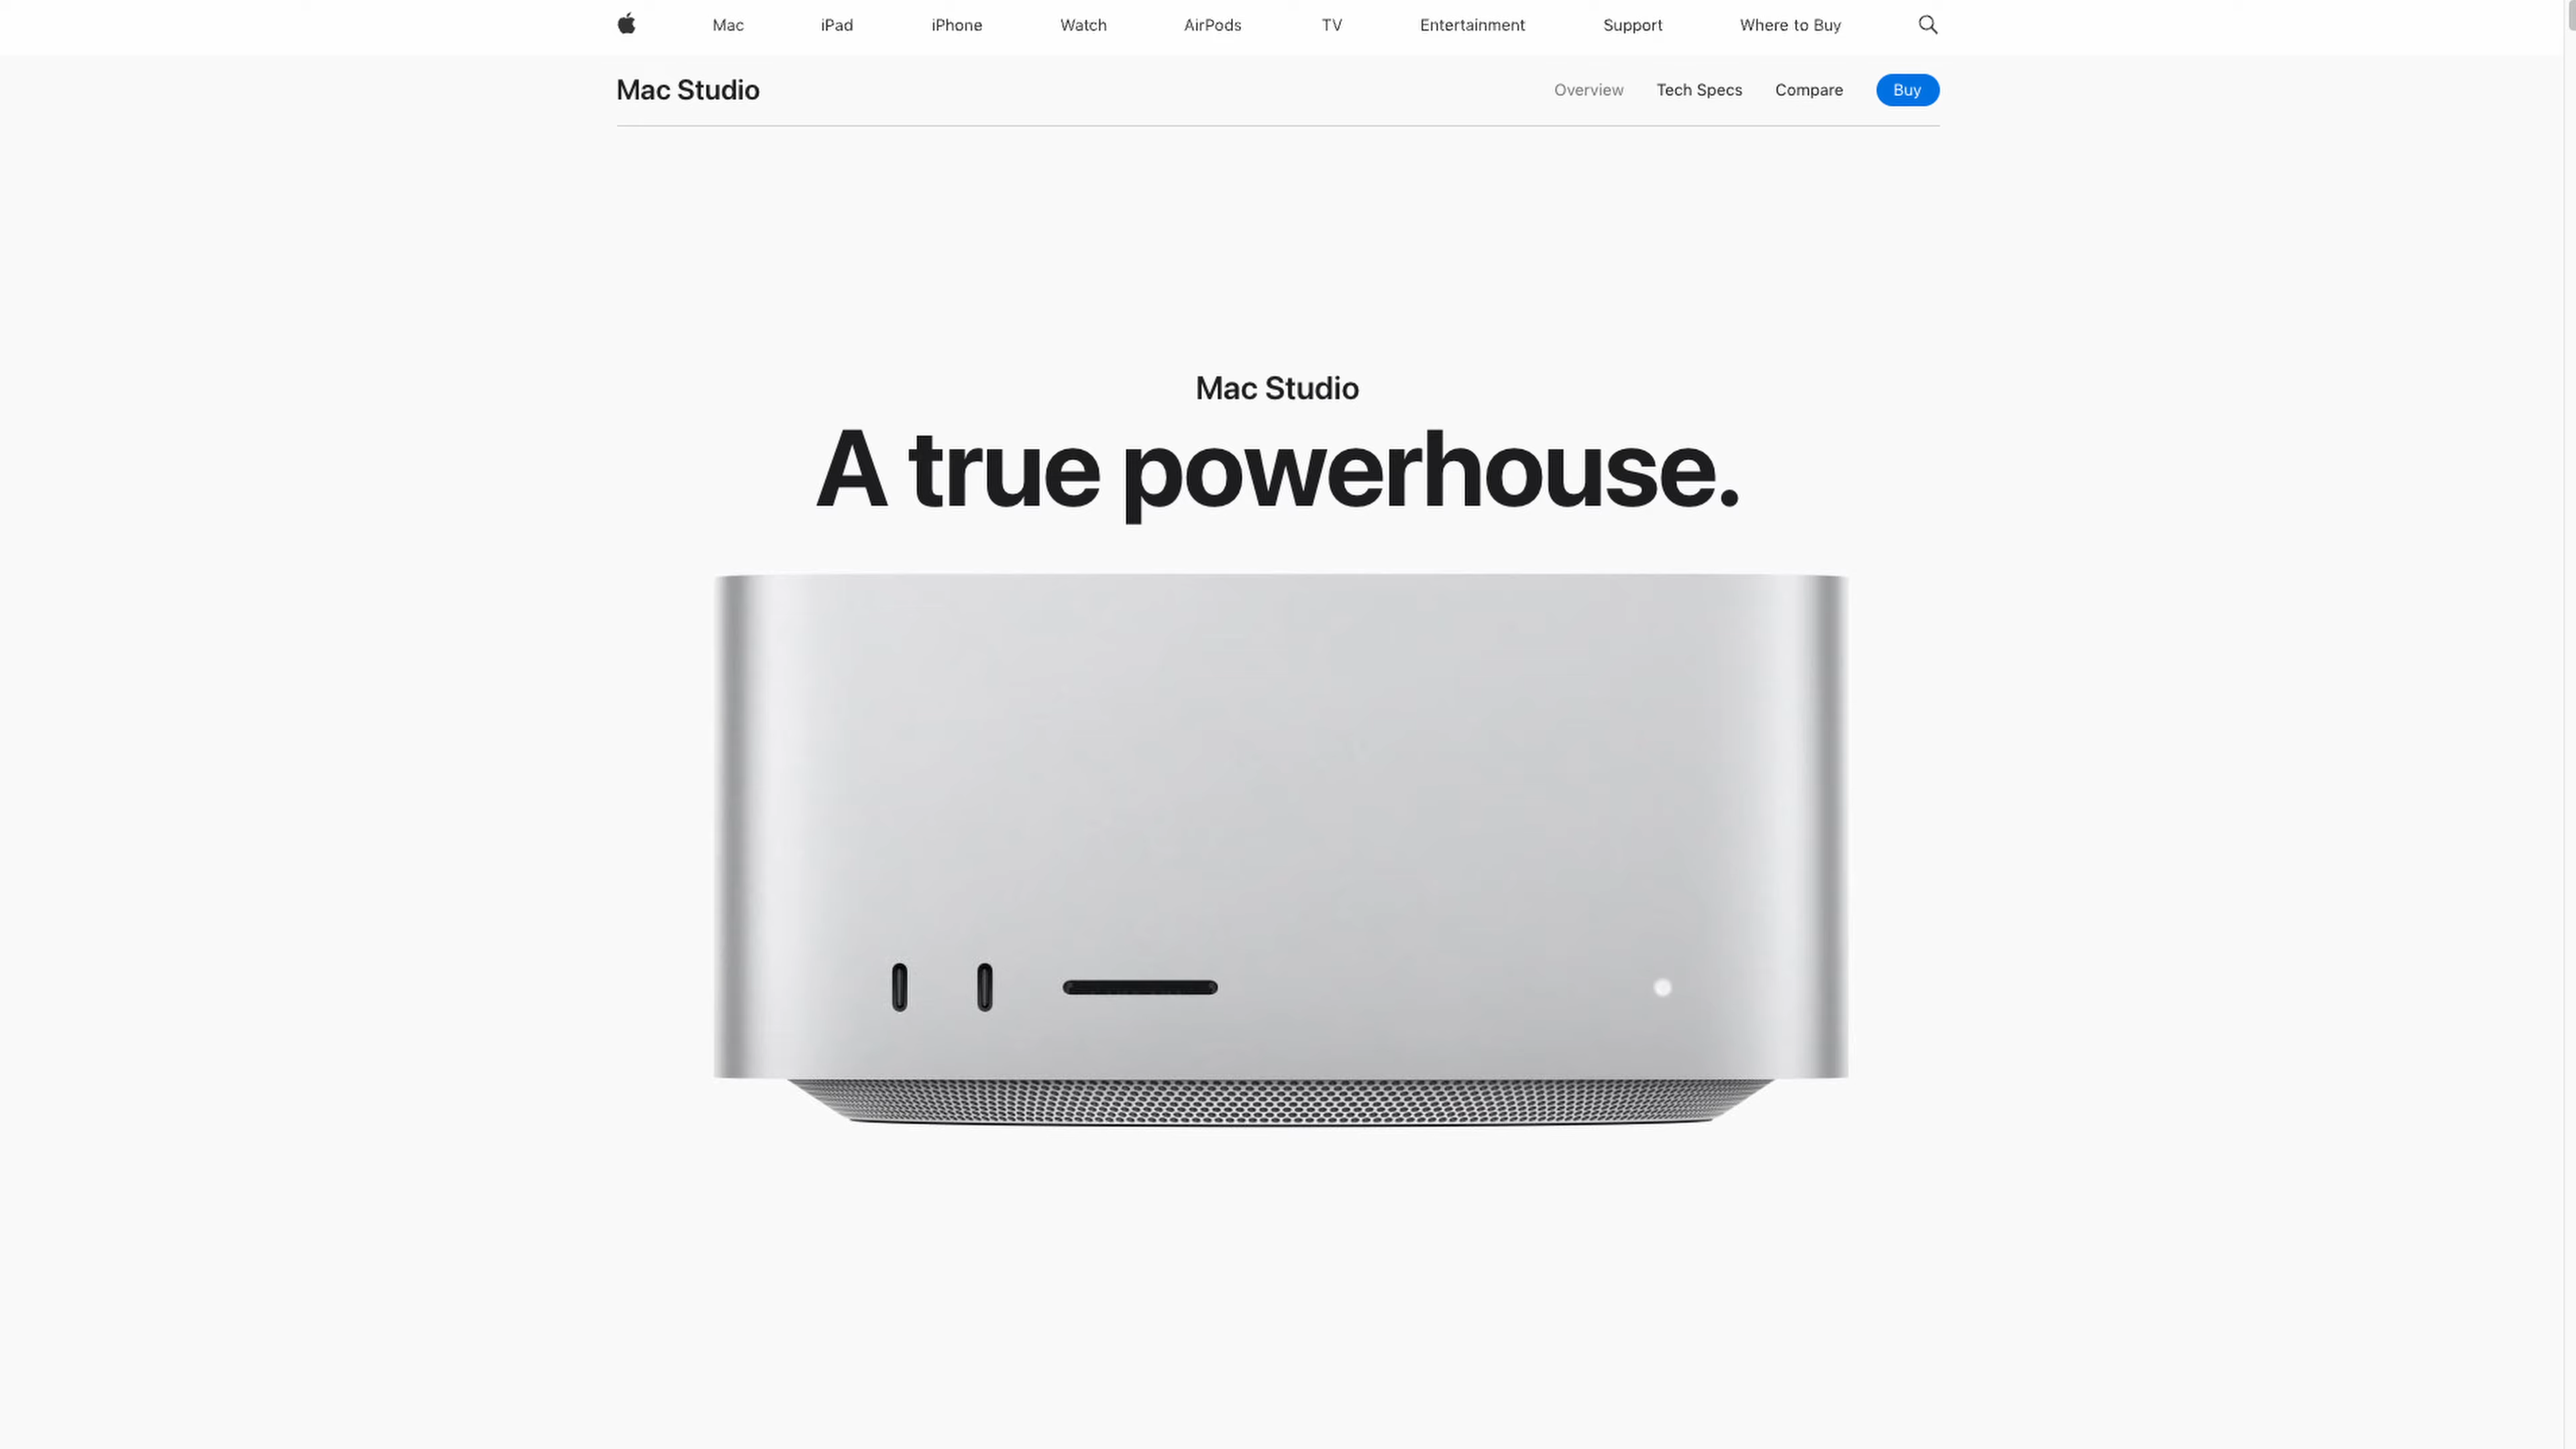 Mac iPad iPhone Watch AirPods TV Entertainment Support Where to Buy
Mac Studio Overview Tech Specs Compare Buy
Mac Studio
A true powerhouse.